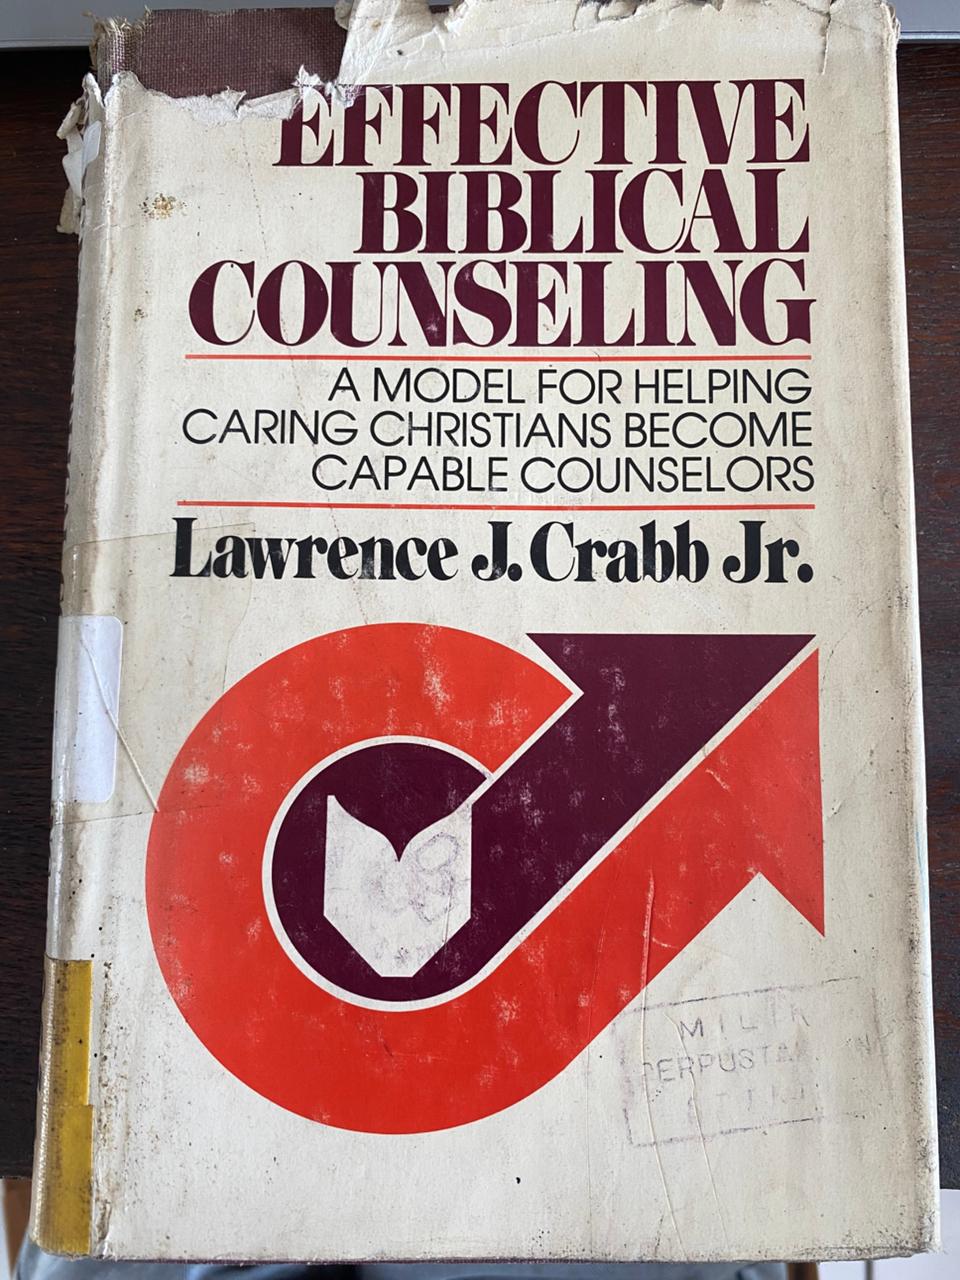 EFFECTIVE
BIBLICAL
COUNSELING
A MODEL FOR HELPING
CARING CHRISTIANS BECOME
CAPABLE COUNSELORS
Lawrence J. Crabb Jr.